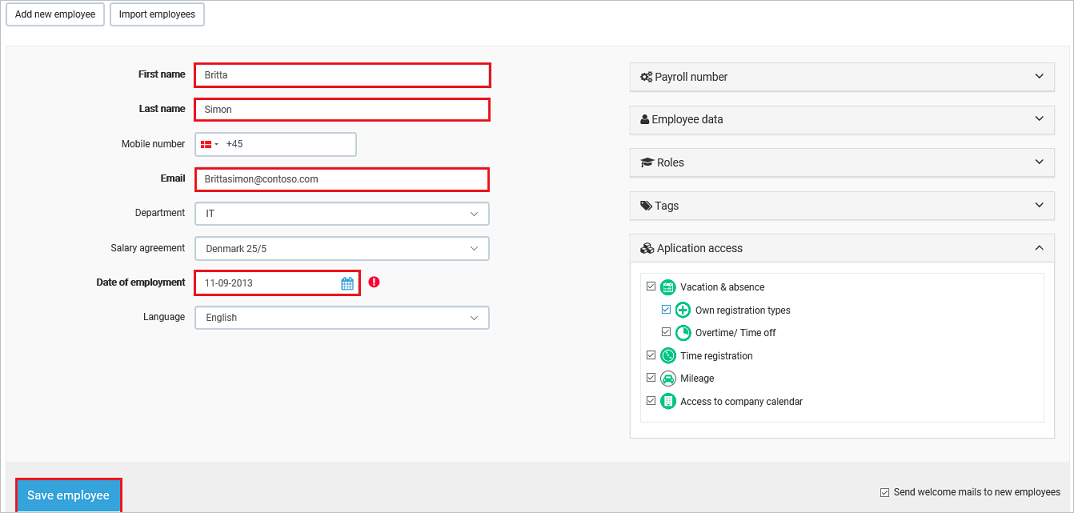 Add new employee Import employees
First name Britta
Last name Simon
Mobile number +45
Email Brittasimon@contoso.com
Department IT
Salary agreement Denmark 25/5
Date of employment 11-09-2013
Language English
Payroll number
Employee data
Roles
Tags
Aplication access
Vacation & absence
Own registration types
Overtime/ Time off
Time registration
Mileage
Access to company calendar
Save employee
Send welcome mails to new employees